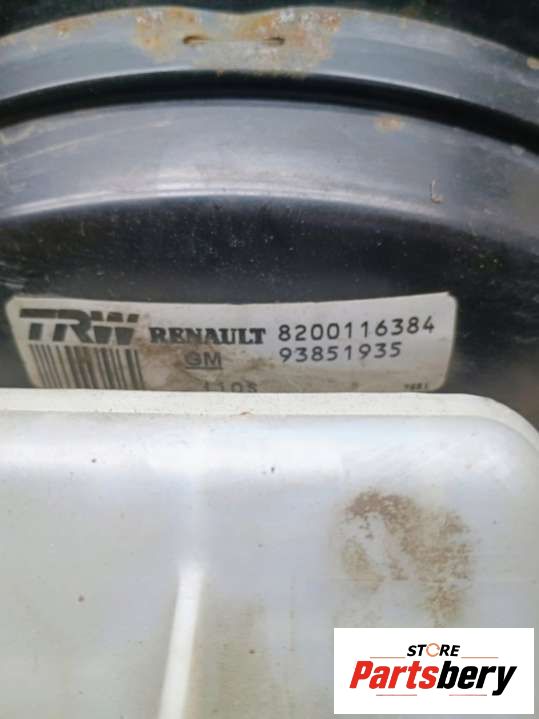 TRW RENAULT 8200116384
GM 93851935
STORE
Partsbery